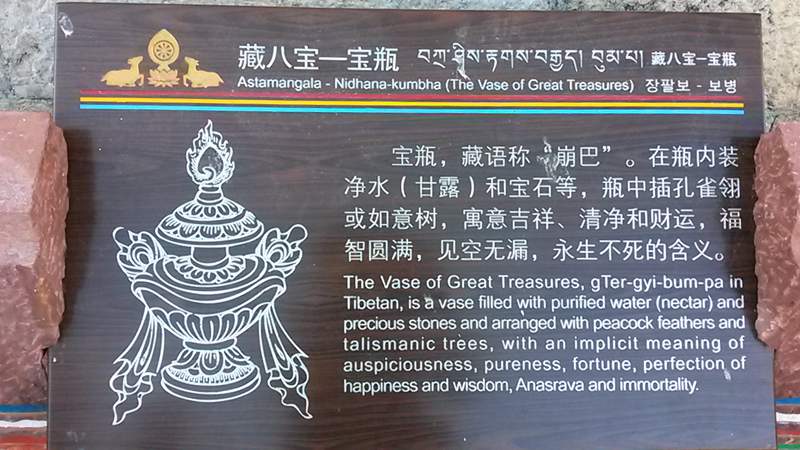 藏八宝—宝瓶 བཀྲ་ཤིས་རྟགས་བརྒྱད། བུམ་པ། 藏八宝－宝瓶
Astamangala - Nidhana-kumbha (The Vase of Great Treasures) 장팔보 - 보병
宝瓶，藏语称“崩巴”。在瓶内装
净水（甘露）和宝石等，瓶中插孔雀翎
或如意树，寓意吉祥、清净和财运，福
智圆满，见空无漏，永生不死的含义。
The Vase of Great Treasures, gTer-gyi-bum-pa in
Tibetan, is a vase filled with purified water (nectar) and
precious stones and arranged with peacock feathers and
talismanic trees, with an implicit meaning of
auspiciousness, pureness, fortune, perfection of
happiness and wisdom, Anasrava and immortality.